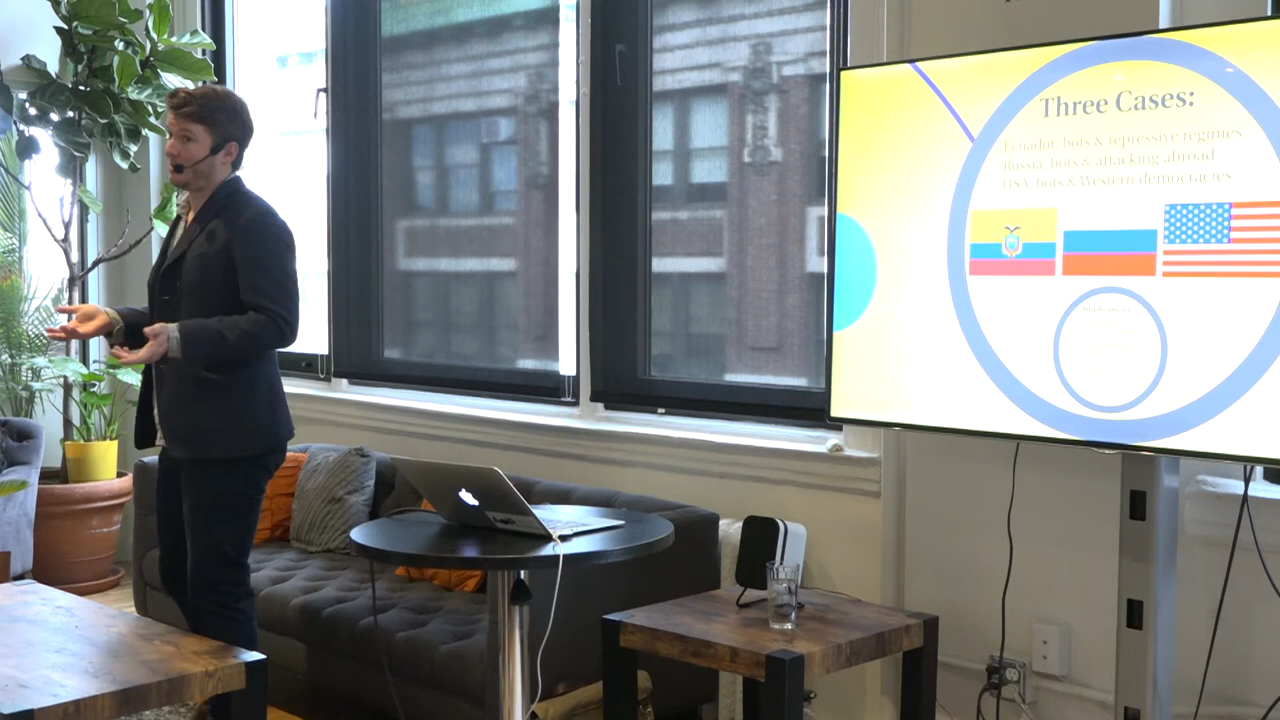 Three Cases:
Ecuador, bots & repressive regimes
Russia, bots & attacking abroad
USA, bots & Western democracies